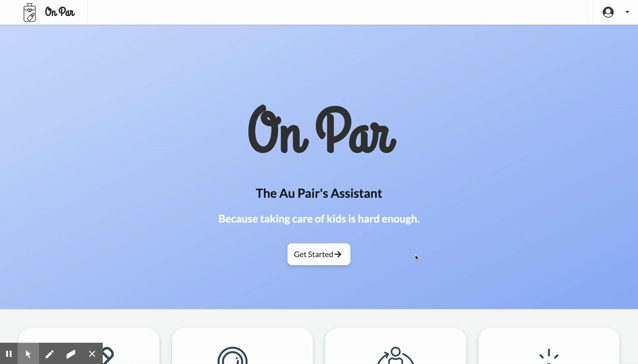 On Par
On Par
The Au Pair's Assistant
Because taking care of kids is hard enough.
Get Started